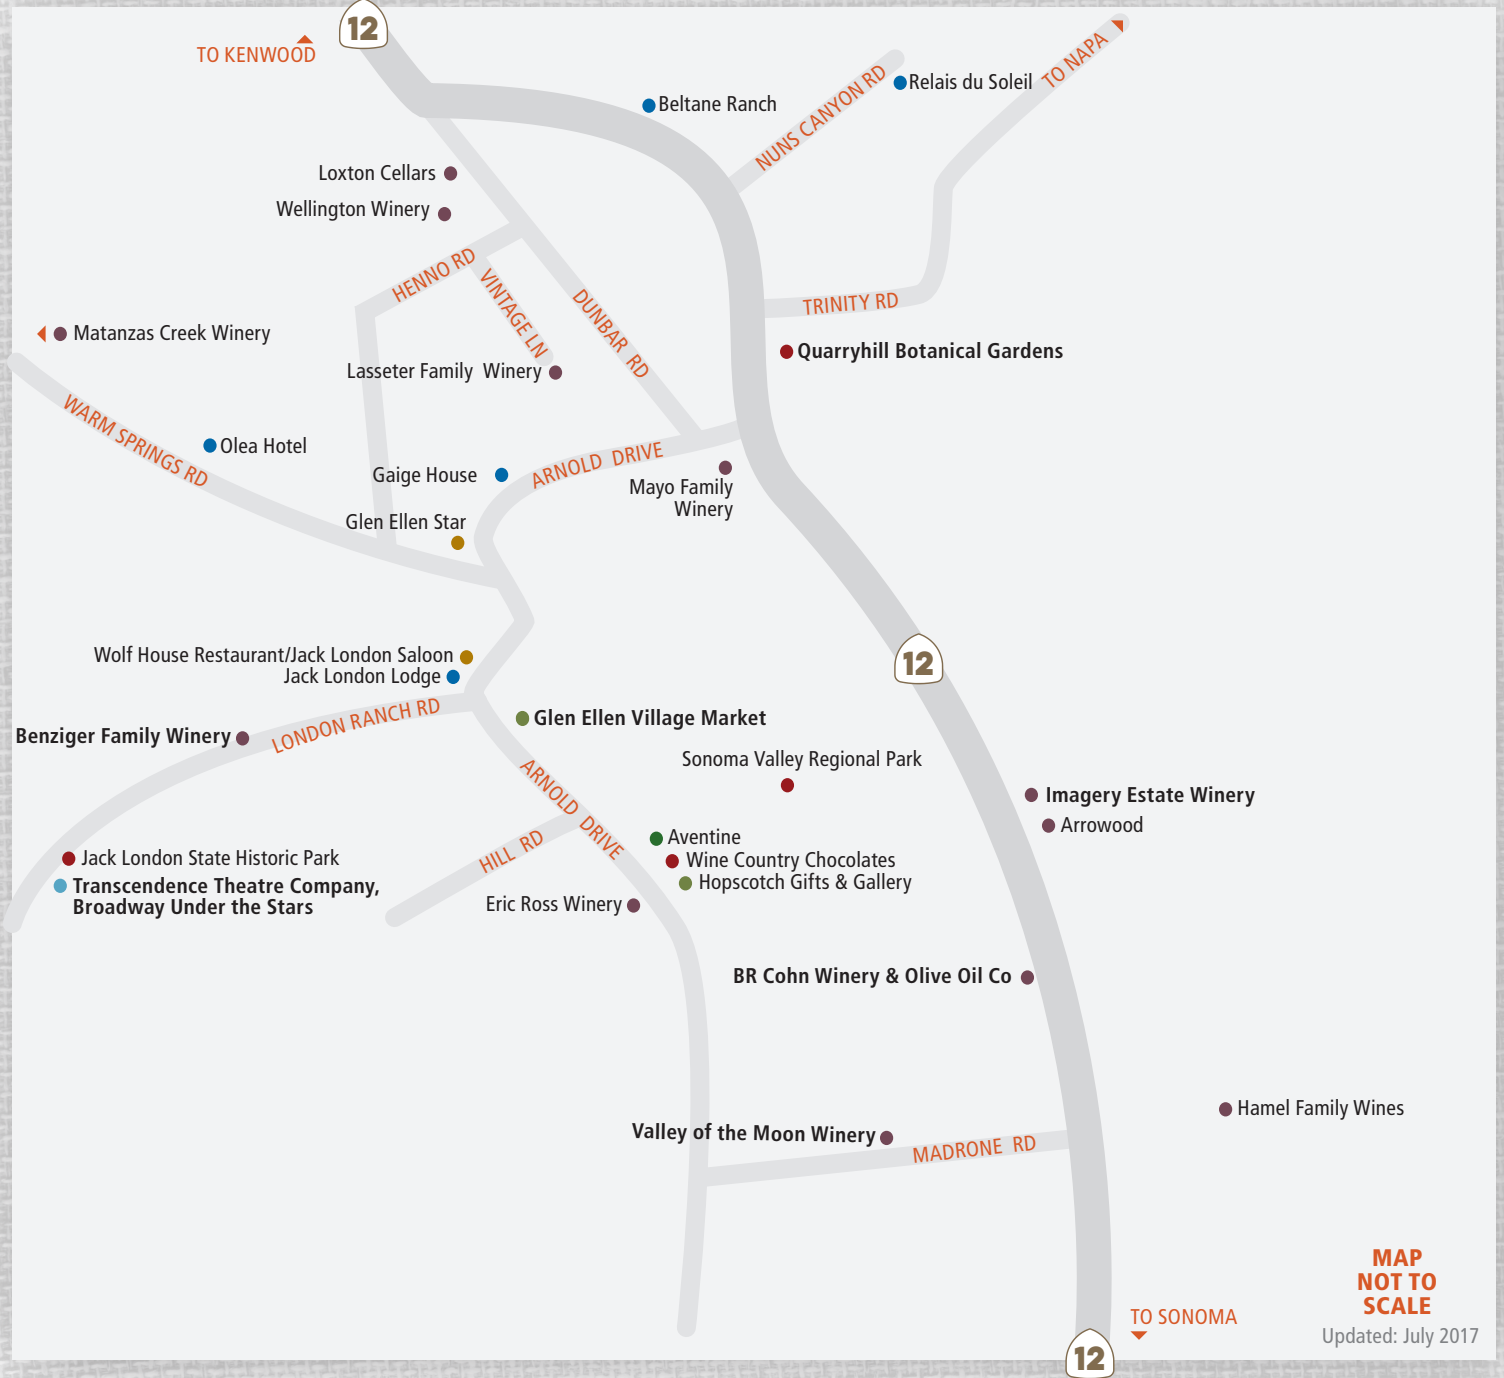 12
TO KENWOOD
TO NAPA
NUNS CANYON RD
Relais du Soleil
Beltane Ranch
Loxton Cellars
Wellington Winery
HENNO RD
VINTAGE LN
DUNBAR RD
TRINITY RD
Matanzas Creek Winery
Quarryhill Botanical Gardens
Lasseter Family Winery
WARM SPRINGS RD
Olea Hotel
Gaige House
ARNOLD DRIVE
Mayo Family
Winery
Glen Ellen Star
Wolf House Restaurant/Jack London Saloon
Jack London Lodge
12
LONDON RANCH RD
Glen Ellen Village Market
Benziger Family Winery
Sonoma Valley Regional Park
ARNOLD DRIVE
Imagery Estate Winery
Arrowood
HILL RD
Aventine
Jack London State Historic Park
Wine Country Chocolates
Transcendence Theatre Company,
Broadway Under the Stars
Hopscotch Gifts & Gallery
Eric Ross Winery
BR Cohn Winery & Olive Oil Co
Hamel Family Wines
Valley of the Moon Winery
MADRONE RD
MAP
NOT TO
SCALE
TO SONOMA
Updated: July 2017
12